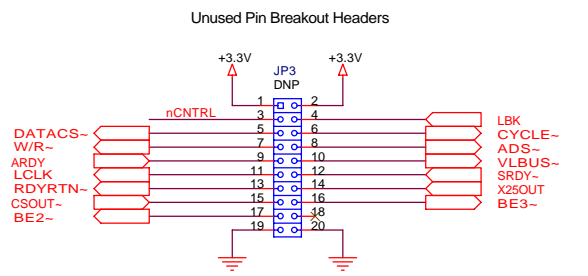 Unused Pin Breakout Headers
+3.3V +3.3V
JP3
DNP
1 2
nCNTRL 3 4 LBK
DATACS~ 5 6 CYCLE~
W/R~ 7 8 ADS~
ARDY 9 10 VLBUS~
LCLK 11 12 SRDY~
RDYRTN~ 13 14 X25OUT
CSOUT~ 15 16 BE3~
BE2~ 17 18
19 20